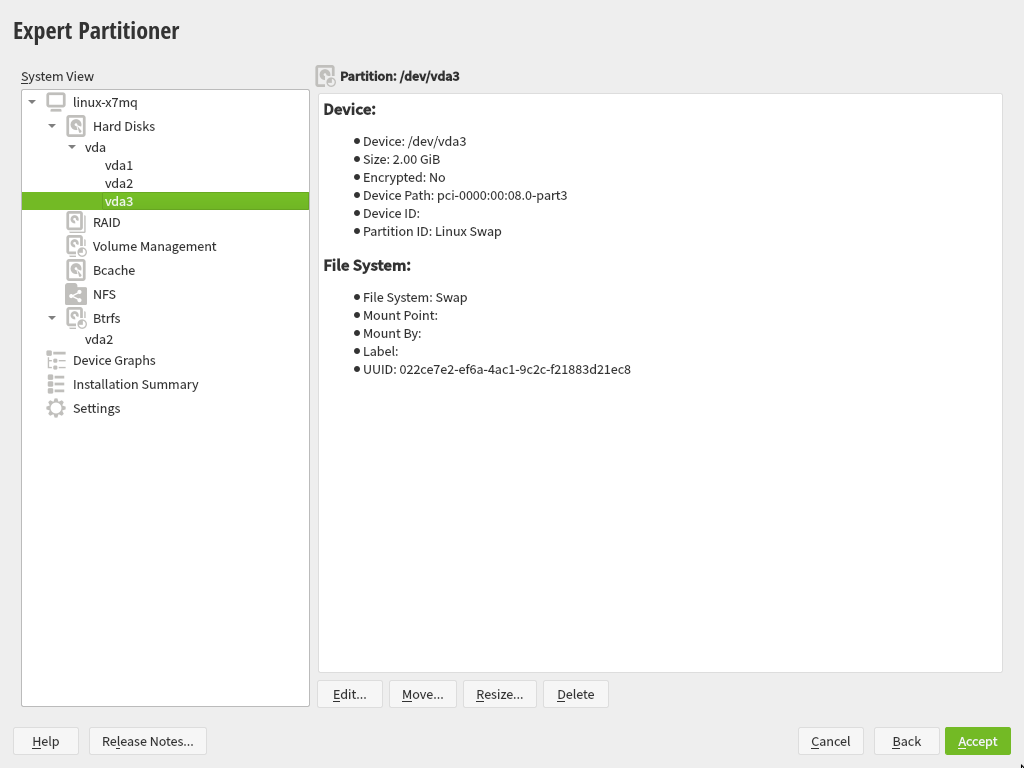 Expert Partitioner
System View
linux-x7mq
Hard Disks
vda
vda1
vda2
vda3
RAID
Volume Management
Bcache
NFS
Btrfs
vda2
Device Graphs
Installation Summary
Settings
Partition: /dev/vda3
Device:
Device: /dev/vda3
Size: 2.00 GiB
Encrypted: No
Device Path: pci-0000:00:08.0-part3
Device ID:
Partition ID: Linux Swap
File System:
File System: Swap
Mount Point:
Mount By:
Label:
UUID: 022ce7e2-ef6a-4ac1-9c2c-f21883d21ec8
Edit... Move... Resize... Delete
Help Release Notes... Cancel Back Accept